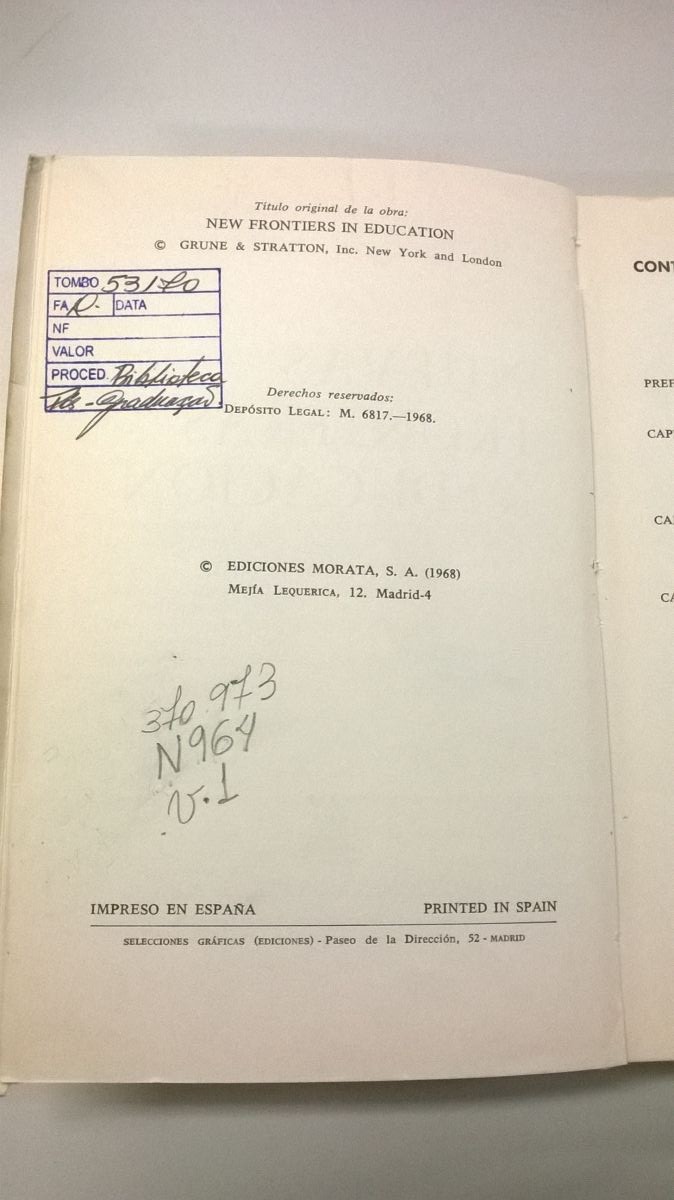 Título original de la obra:
NEW FRONTIERS IN EDUCATION
© GRUNE & STRATTON, Inc. New York and London
TOMBO 53170
FA DATA
NF
VALOR
PROCED. Biblioteca
Pós-Graduação
Derechos reservados:
DEPÓSITO LEGAL: M. 6817.—1968.
© EDICIONES MORATA, S. A. (1968)
MEJÍA LEQUERICA, 12. Madrid-4
370.973
N964
v.1
IMPRESO EN ESPAÑA PRINTED IN SPAIN
SELECCIONES GRÁFICAS (EDICIONES) - Paseo de la Dirección, 52 - MADRID
CONT
PREF
CAP
CA
CA